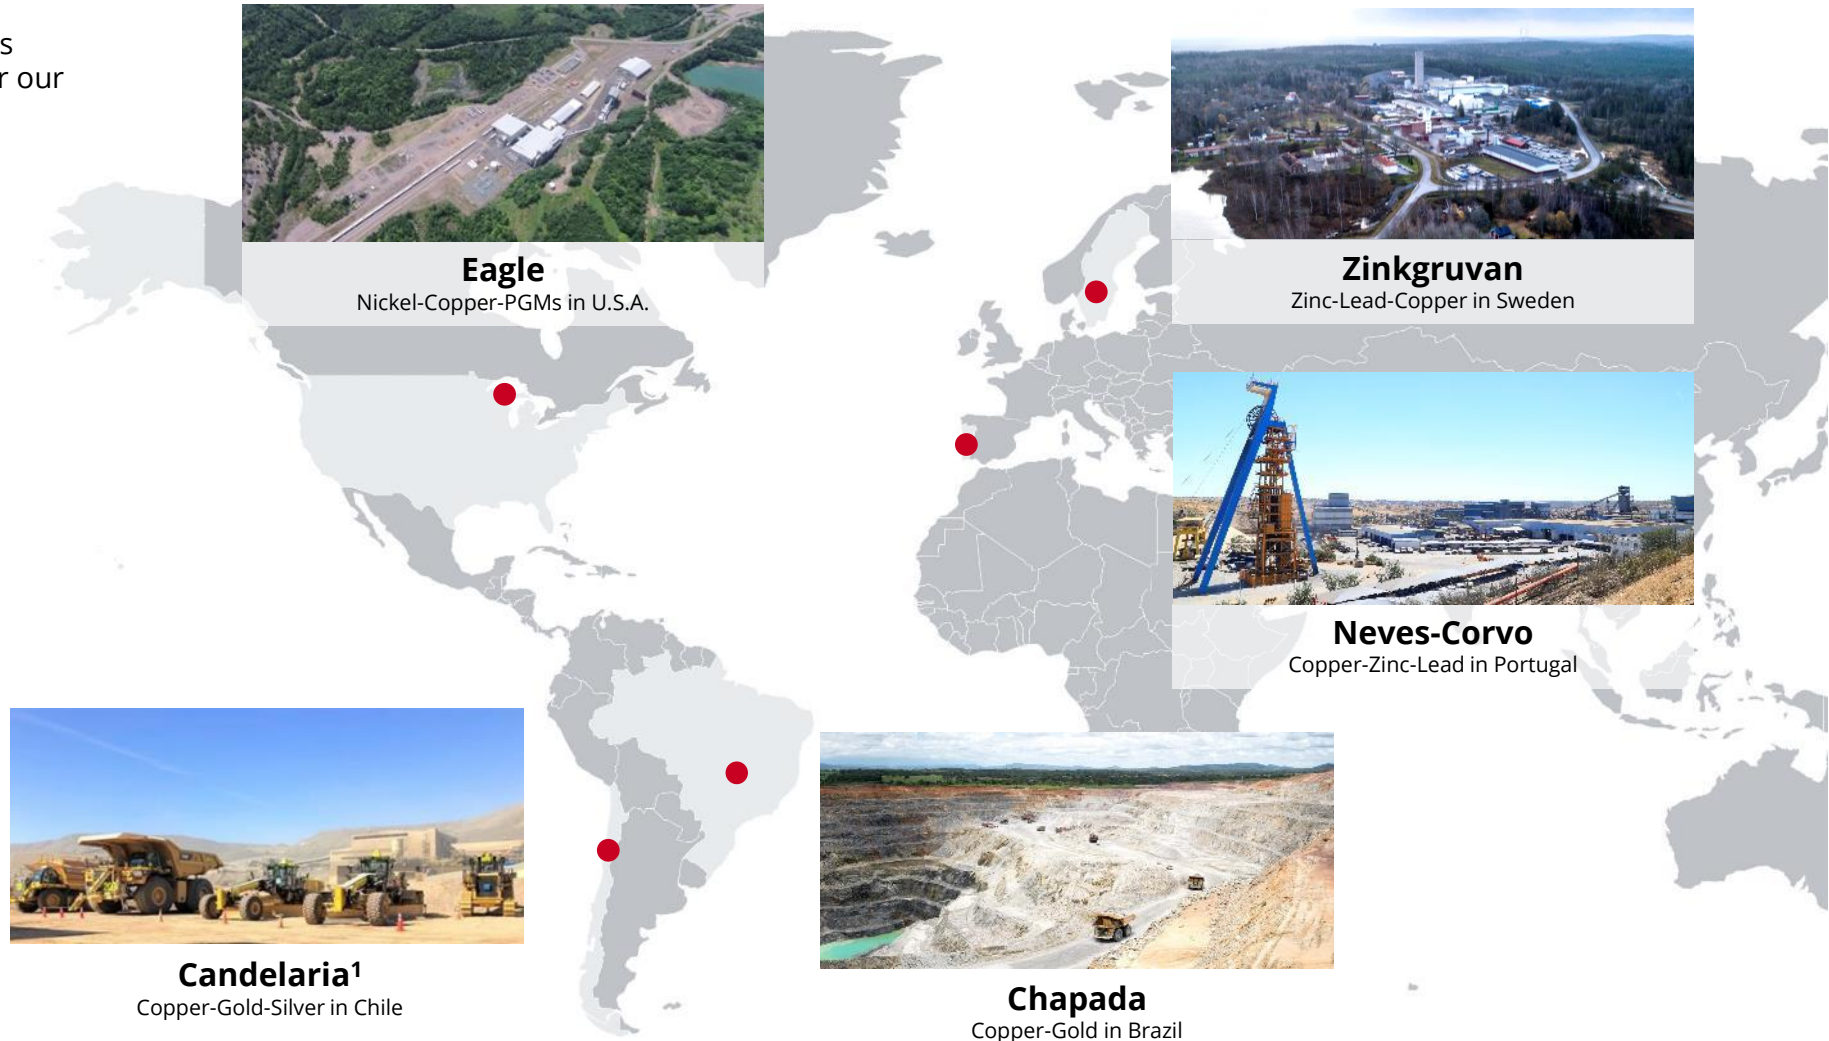 s
r our
Eagle
Nickel-Copper-PGMs in U.S.A.
Zinkgruvan
Zinc-Lead-Copper in Sweden
Neves-Corvo
Copper-Zinc-Lead in Portugal
Candelaria¹
Copper-Gold-Silver in Chile
Chapada
Copper-Gold in Brazil